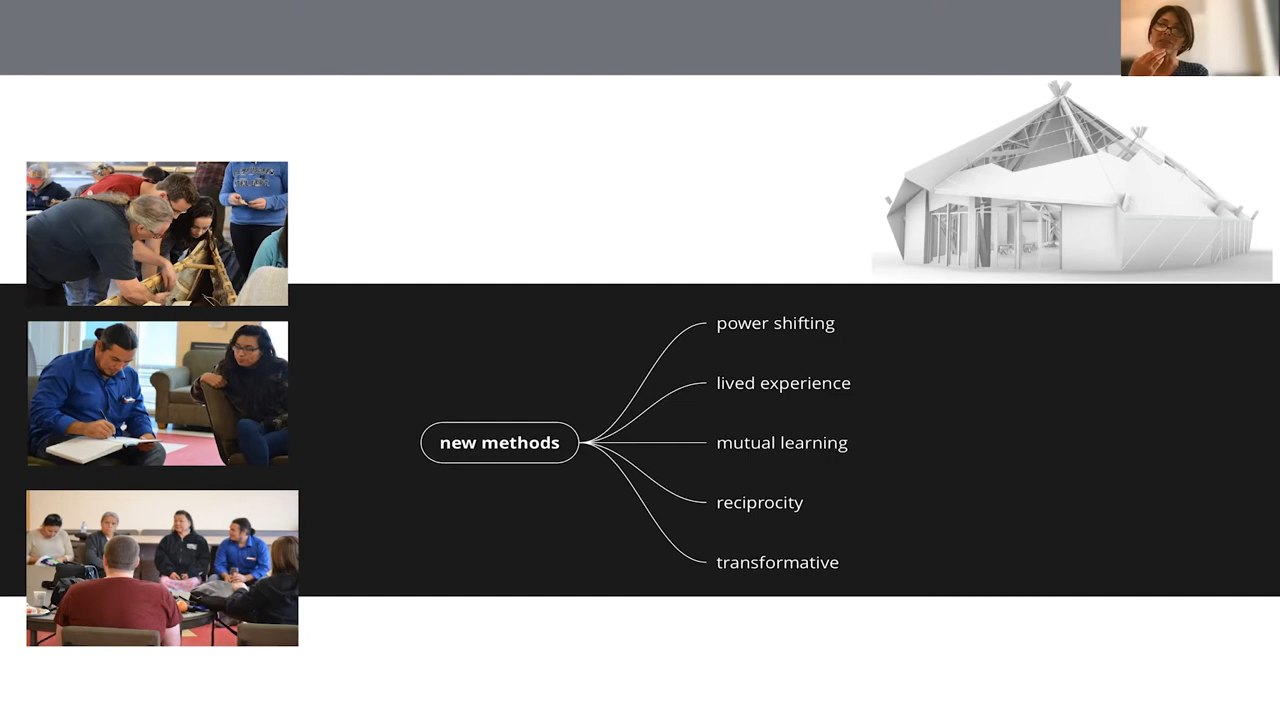 power shifting
lived experience
new methods
mutual learning
reciprocity
transformative